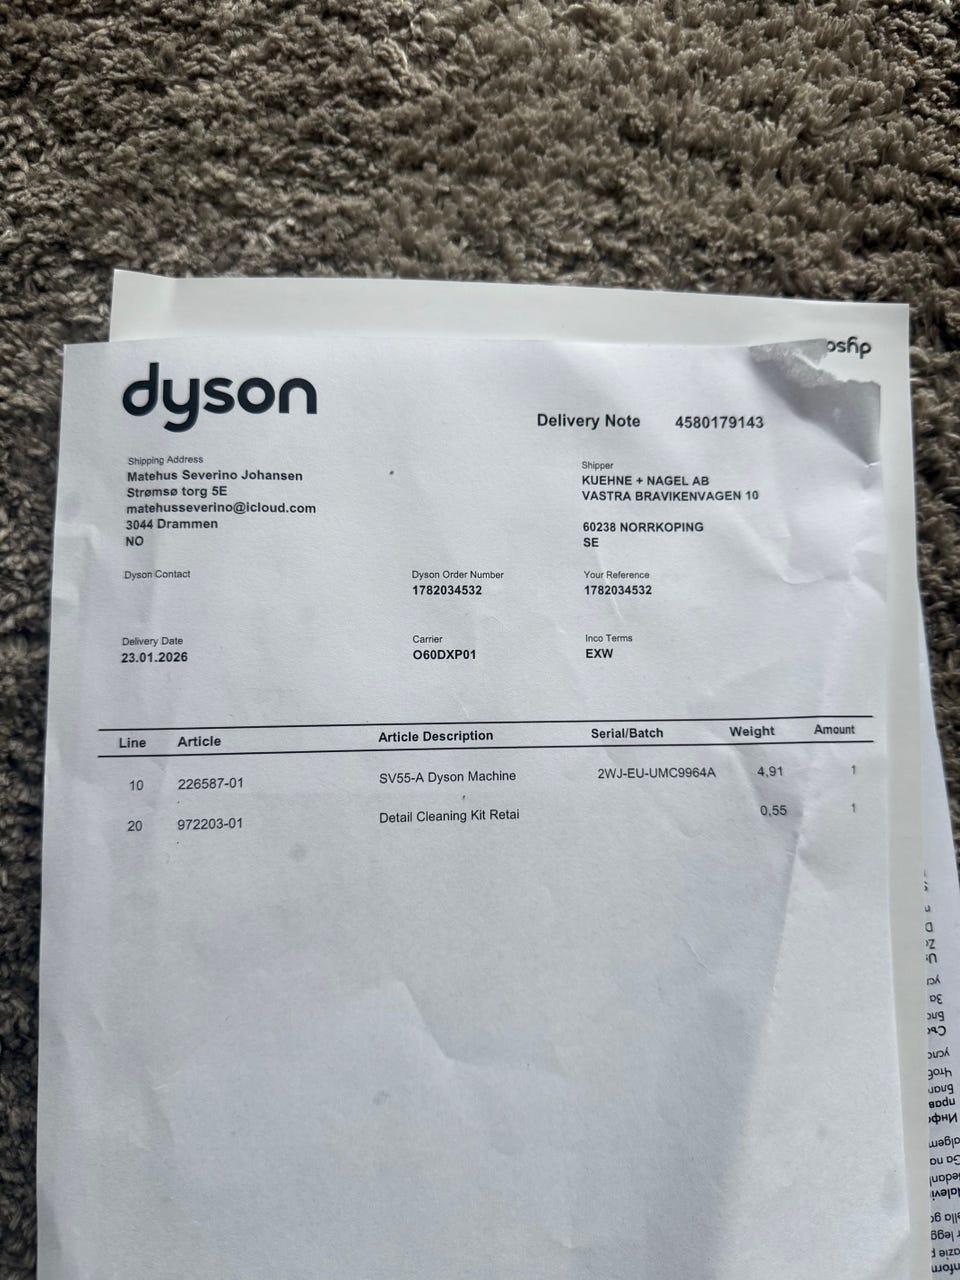 dyson
dyson
Delivery Note 4580179143
Shipping Address
Matehus Severino Johansen
Strømsø torg 5E
matehusseverino@icloud.com
3044 Drammen
NO
Shipper
KUEHNE + NAGEL AB
VASTRA BRAVIKENVAGEN 10
60238 NORRKOPING
SE
Dyson Contact
Dyson Order Number
1782034532
Your Reference
1782034532
Delivery Date
23.01.2026
Carrier
O60DXP01
Inco Terms
EXW
Line Article Article Description Serial/Batch Weight Amount
10 226587-01 SV55-A Dyson Machine 2WJ-EU-UMC9964A 4,91 1
20 972203-01 Detail Cleaning Kit Retai 0,55 1